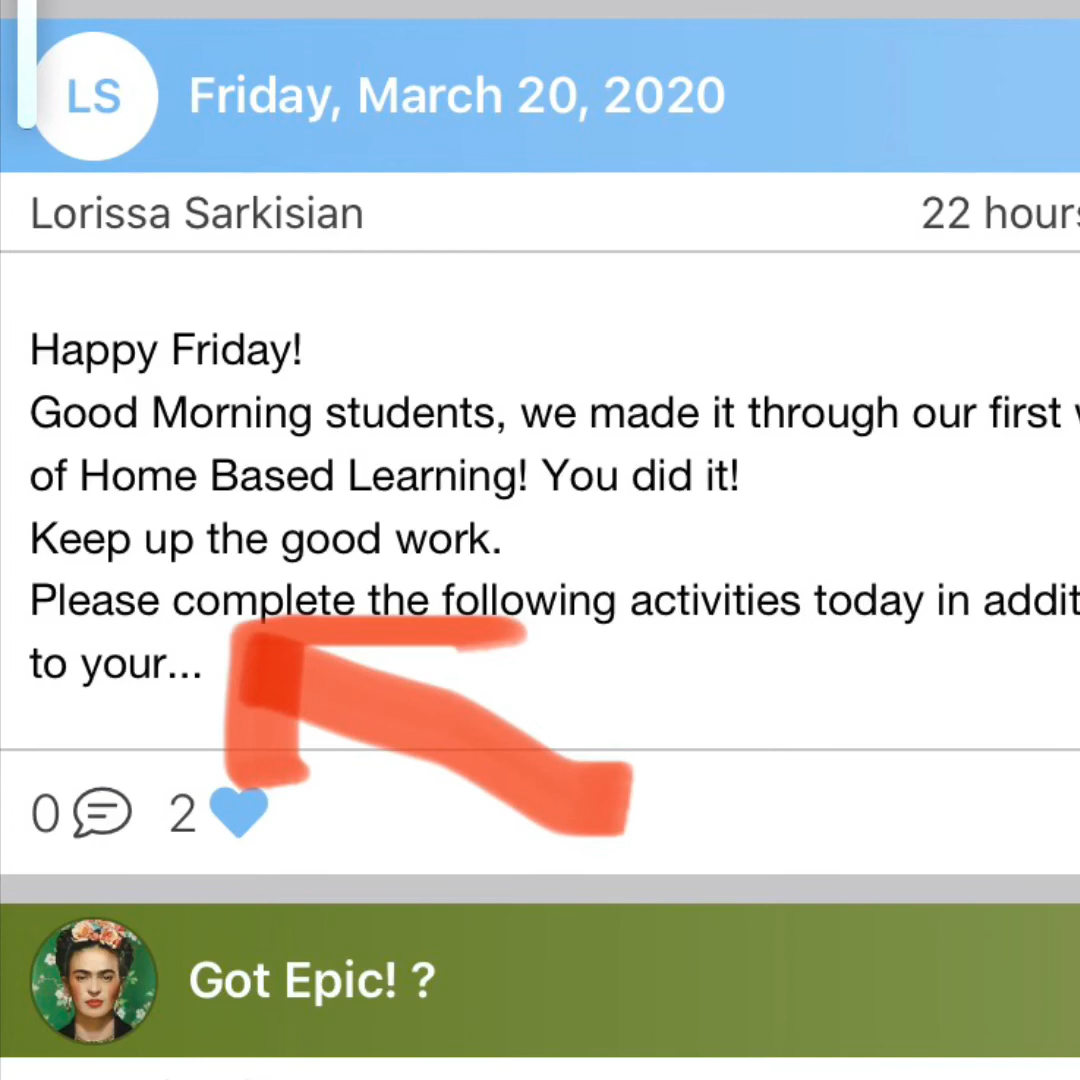 LS
Friday, March 20, 2020
Lorissa Sarkisian
22 hours
Happy Friday!
Good Morning students, we made it through our first
of Home Based Learning! You did it!
Keep up the good work.
Please complete the following activities today in addit
to your...
0
2
Got Epic! ?